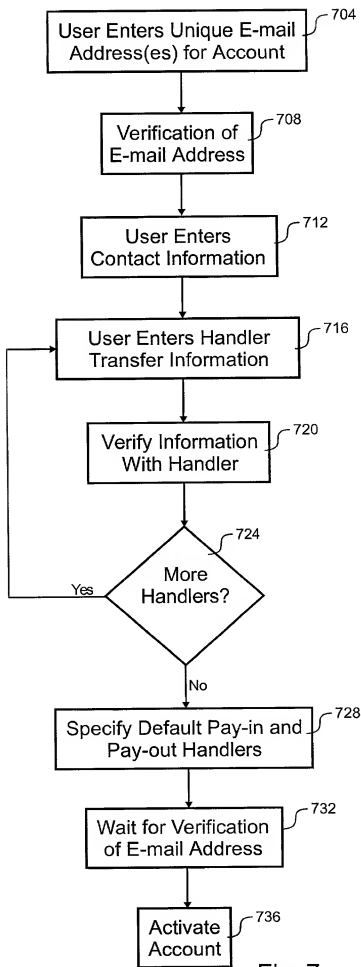 704
User Enters Unique E-mail
Address(es) for Account
708
Verification of
E-mail Address
712
User Enters
Contact Information
716
User Enters Handler
Transfer Information
720
Verify Information
With Handler
724
More
Handlers?
Yes
No
728
Specify Default Pay-in and
Pay-out Handlers
732
Wait for Verification
of E-mail Address
736
Activate
Account